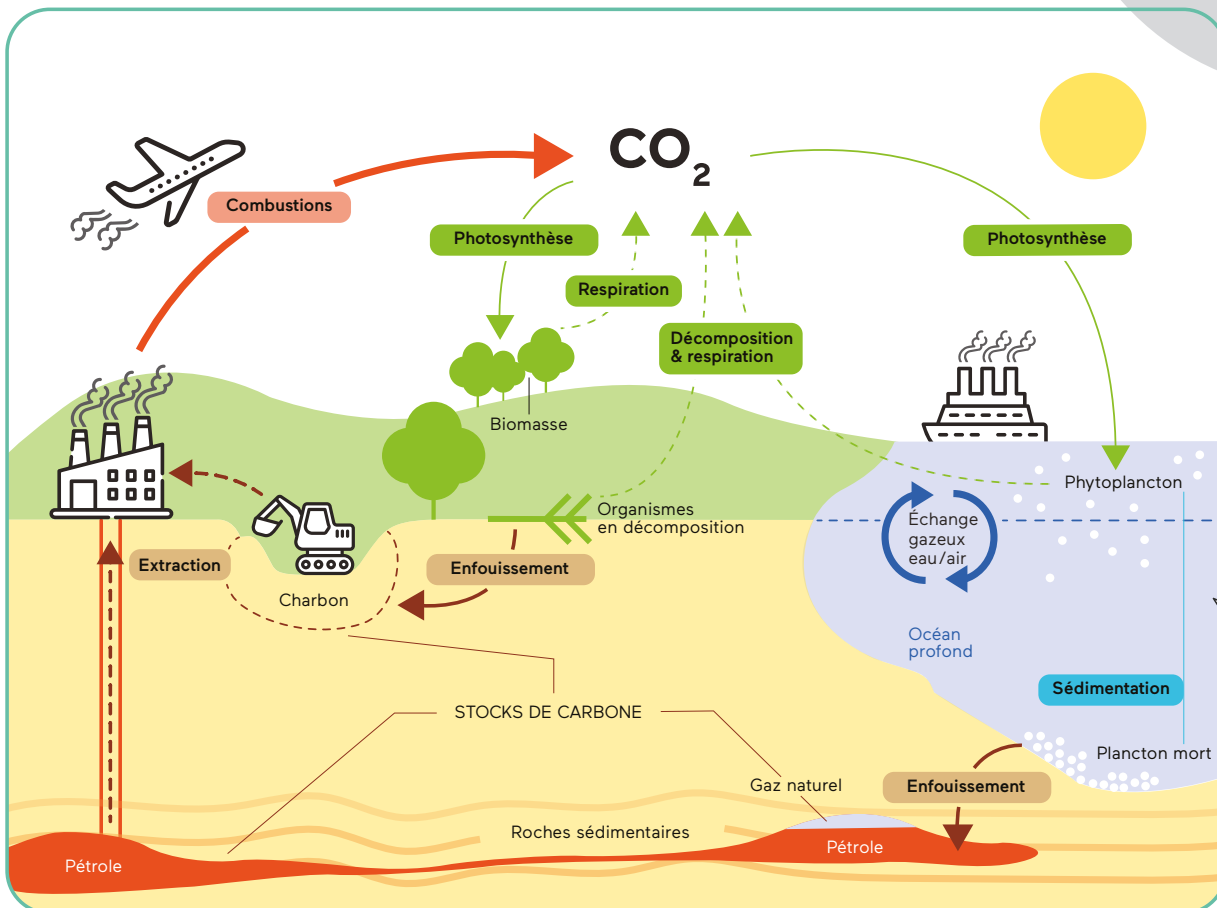 CO2
Combustions
Photosynthèse
Photosynthèse
Respiration
Décomposition
& respiration
Biomasse
Phytoplancton
Organismes
en décomposition
Échange
gazeux
eau/air
Extraction
Enfouissement
Charbon
Océan
profond
Sédimentation
STOCKS DE CARBONE
Plancton mort
Gaz naturel
Enfouissement
Roches sédimentaires
Pétrole
Pétrole